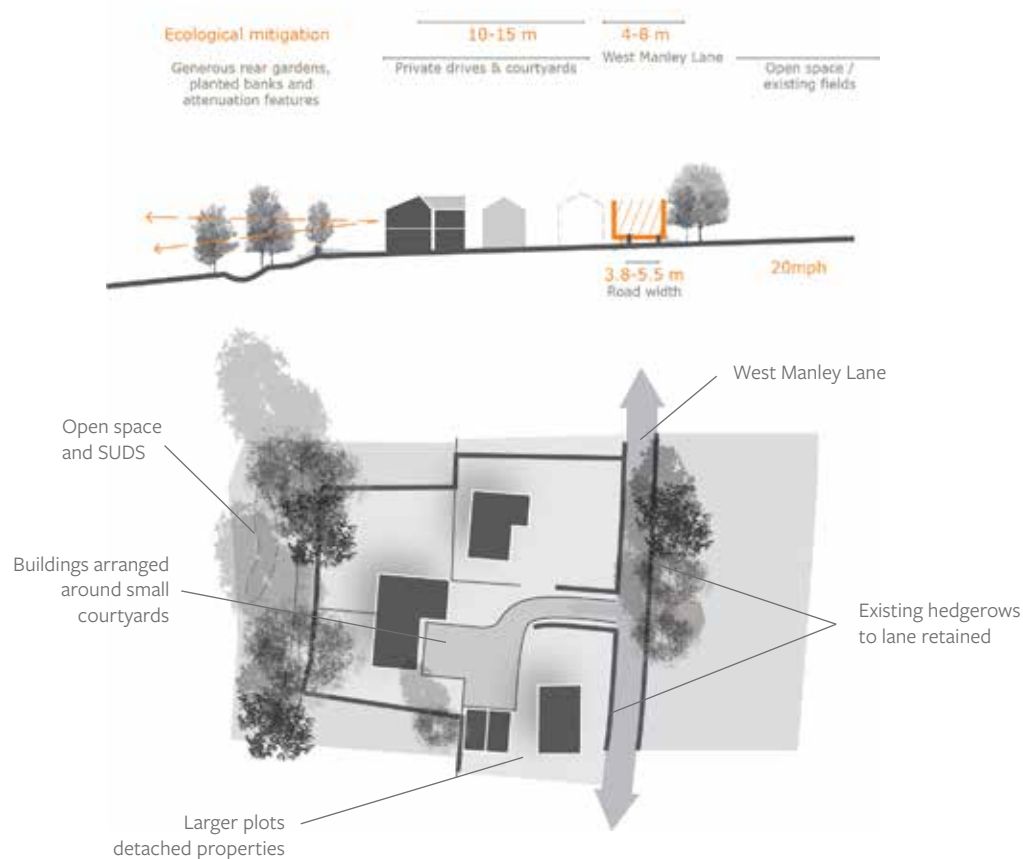 Ecological mitigation
Generous rear gardens,
planted banks and
attenuation features
10-15 m
Private drives & courtyards
4-8 m
West Manley Lane
Open space /
existing fields
3.8-5.5 m
Road width
20mph
West Manley Lane
Open space
and SUDS
Buildings arranged
around small
courtyards
Existing hedgerows
to lane retained
Larger plots
detached properties